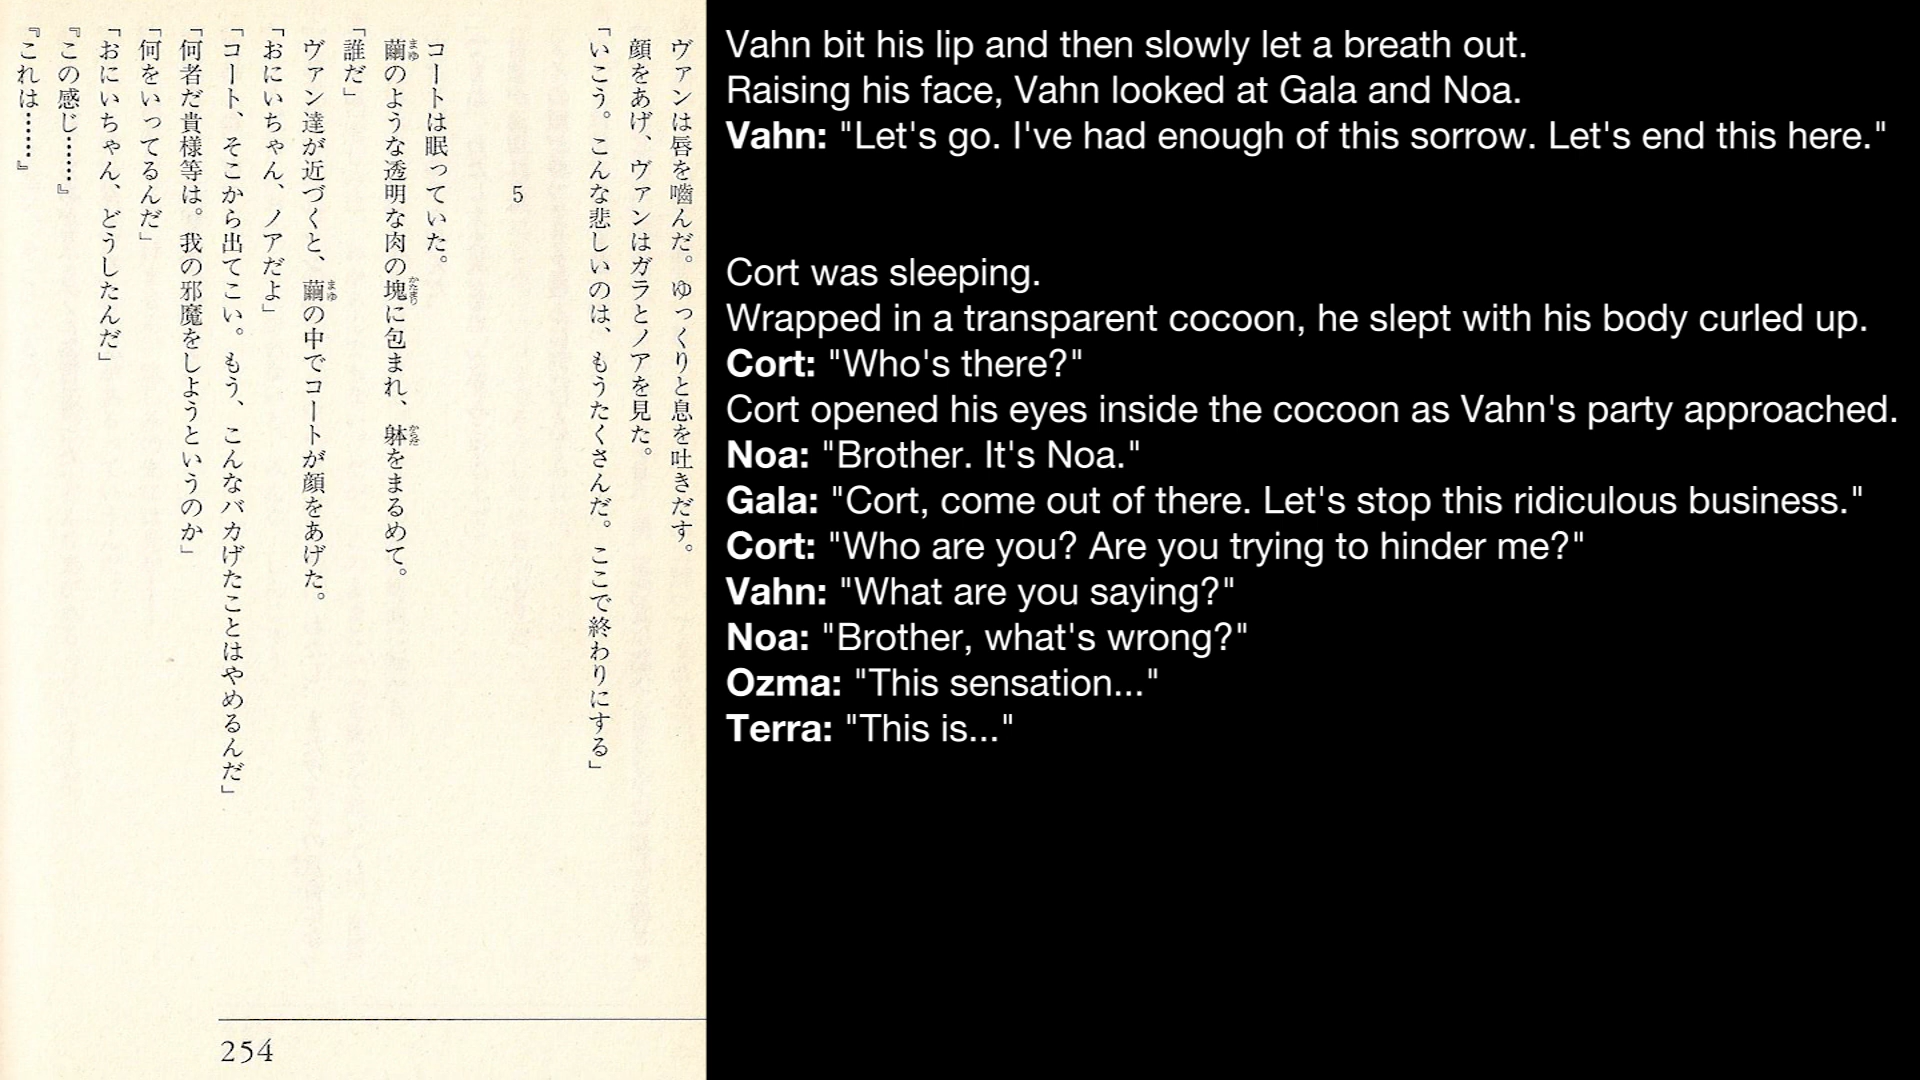 ヴァンは唇を嚙んだ。ゆっくりと息を吐きだす。
顔をあげ、ヴァンはガラとノアを見た。
「いこう。こんな悲しいのは、もうたくさんだ。ここで終わりにする」
5
コートは眠っていた。
繭のような透明な肉の塊に包まれ、躰をまるめて。
「誰だ」
ヴァン達が近づくと、繭の中でコートが顔をあげた。
「おにいちゃん、ノアだよ」
「コート、そこから出てこい。もう、こんなバカげたことはやめるんだ」
「何者だ貴様等は。我の邪魔をしようというのか」
「何をいってるんだ」
「おにいちゃん、どうしたんだ」
『この感じ……』
『これは……』
254
Vahn bit his lip and then slowly let a breath out.
Raising his face, Vahn looked at Gala and Noa.
Vahn: "Let's go. I've had enough of this sorrow. Let's end this here."
Cort was sleeping.
Wrapped in a transparent cocoon, he slept with his body curled up.
Cort: "Who's there?"
Cort opened his eyes inside the cocoon as Vahn's party approached.
Noa: "Brother. It's Noa."
Gala: "Cort, come out of there. Let's stop this ridiculous business."
Cort: "Who are you? Are you trying to hinder me?"
Vahn: "What are you saying?"
Noa: "Brother, what's wrong?"
Ozma: "This sensation..."
Terra: "This is..."